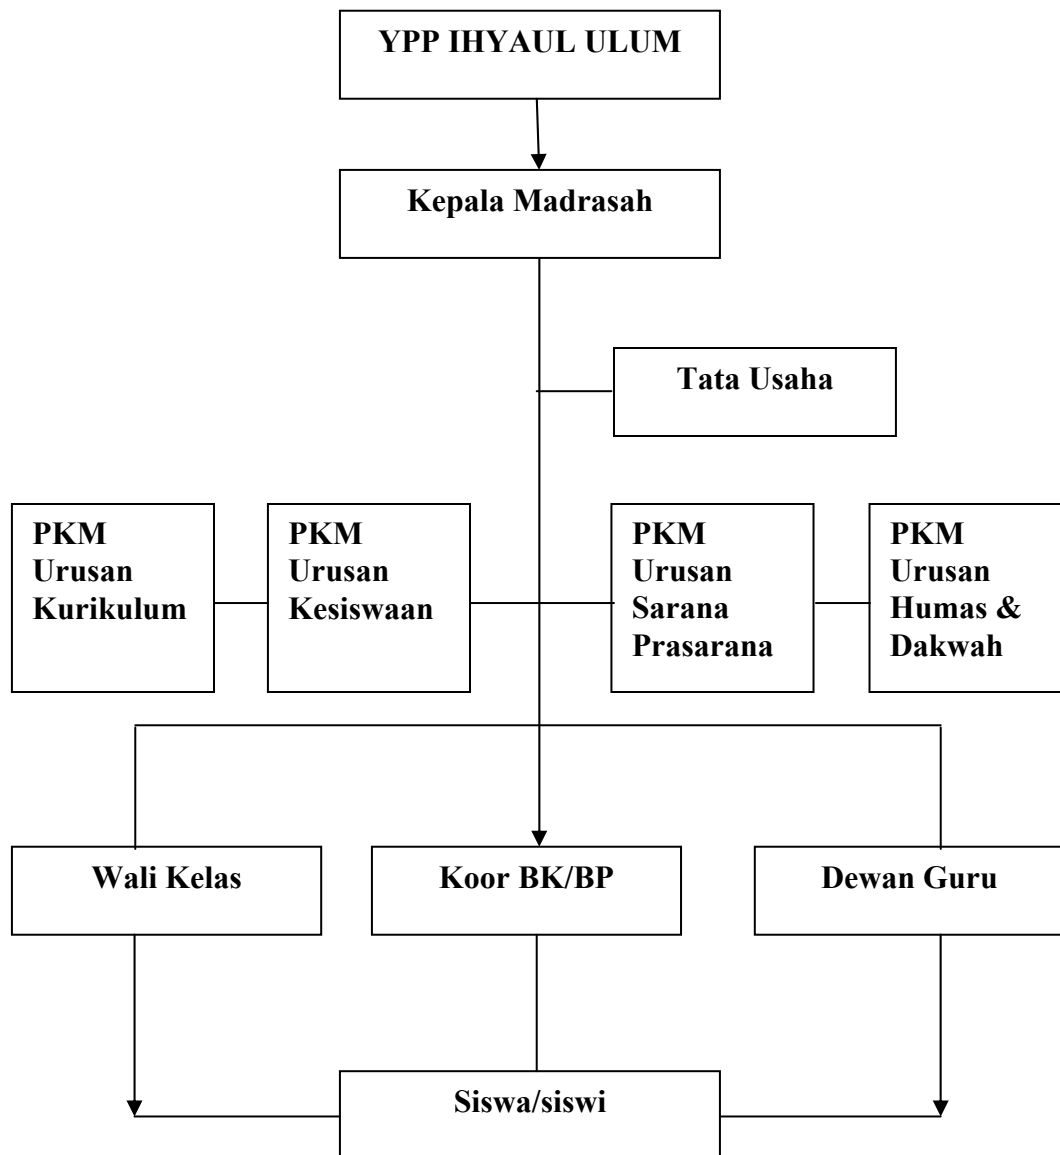 YPP IHYAUL ULUM
Kepala Madrasah
Tata Usaha
PKM
Urusan
Kurikulum
PKM
Urusan
Kesiswaan
PKM
Urusan
Sarana
Prasarana
PKM
Urusan
Humas &
Dakwah
Wali Kelas
Koor BK/BP
Dewan Guru
Siswa/siswi